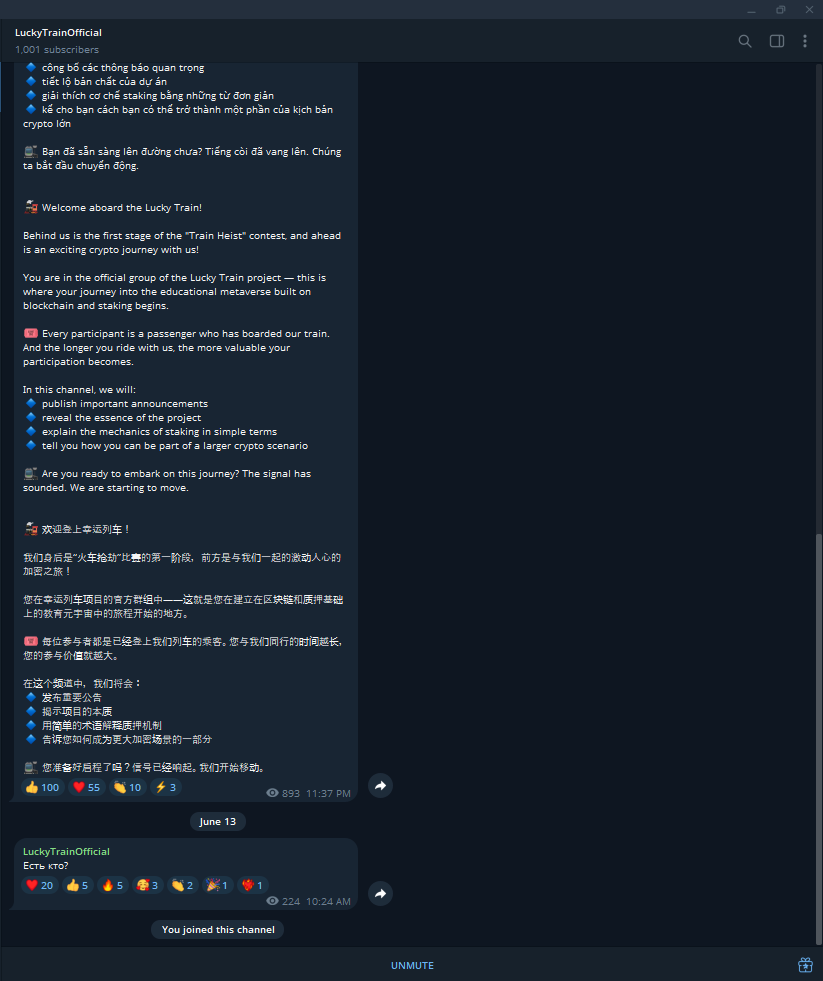 LuckyTrainOfficial
1,001 subscribers
công bố các thông báo quan trọng
tiết lộ bản chất của dự án
giải thích cơ chế staking bằng những từ đơn giản
kể cho bạn cách bạn có thể trở thành một phần của kịch bản
crypto lớn
Bạn đã sẵn sàng lên đường chưa? Tiếng còi đã vang lên. Chúng
ta bắt đầu chuyển động.
Welcome aboard the Lucky Train!
Behind us is the first stage of the "Train Heist" contest, and ahead
is an exciting crypto journey with us!
You are in the official group of the Lucky Train project — this is
where your journey into the educational metaverse built on
blockchain and staking begins.
Every participant is a passenger who has boarded our train.
And the longer you ride with us, the more valuable your
participation becomes.
In this channel, we will:
publish important announcements
reveal the essence of the project
explain the mechanics of staking in simple terms
tell you how you can be part of a larger crypto scenario
Are you ready to embark on this journey? The signal has
sounded. We are starting to move.
欢迎登上幸运列车！
我们身后是“火车抢劫”比赛的第一阶段，前方是与我们一起的激动人心的
加密之旅！
您在幸运列车项目的官方群组中——这就是您在建立在区块链和质押基础
上的教育元宇宙中的旅程开始的地方。
每位参与者都是已经登上我们列车的乘客。您与我们同行的时间越长，
您的参与价值就越大。
在这个频道中，我们将会：
发布重要公告
揭示项目的本质
用简单的术语解释质押机制
告诉您如何成为更大加密场景的一部分
您准备好启程了吗？信号已经响起。我们开始移动。
100 55 10 3
893 11:37 PM
June 13
LuckyTrainOfficial
Есть кто?
20 5 5 3 2 1 1
224 10:24 AM
You joined this channel
UNMUTE